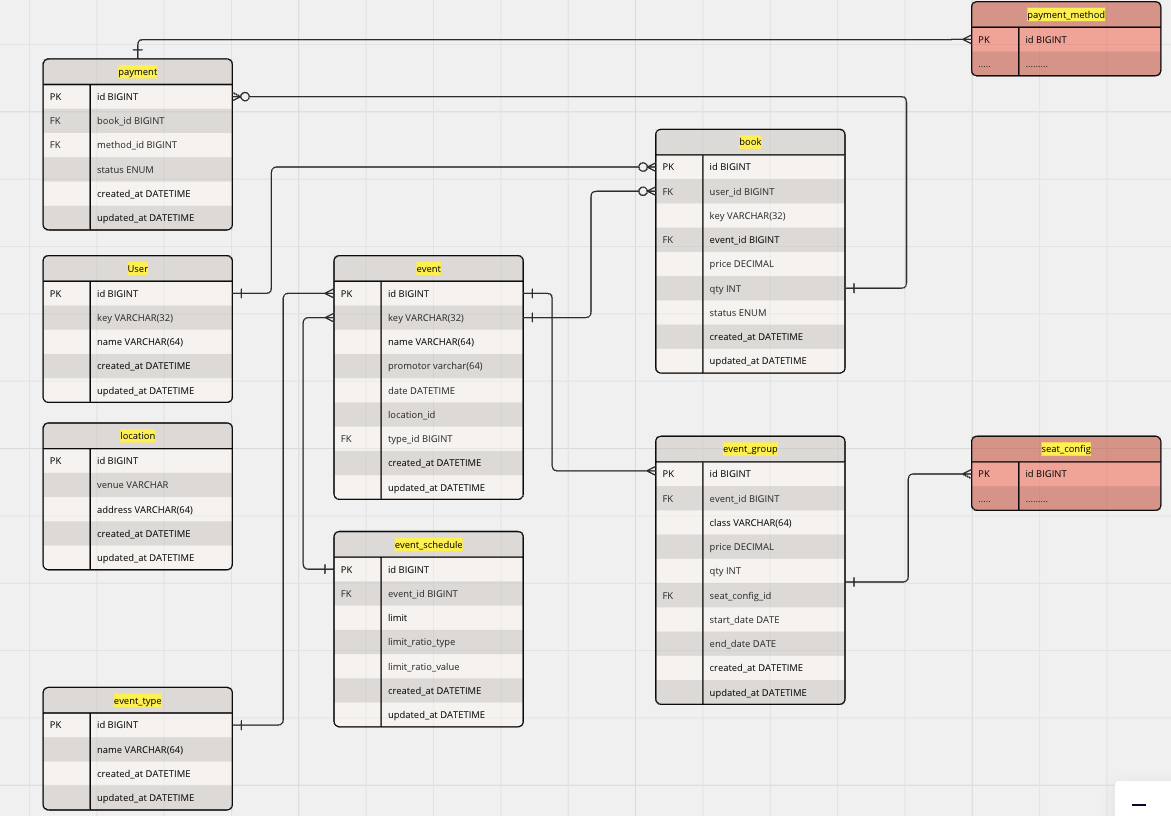 payment_method
PK id BIGINT
..... .........
payment
PK id BIGINT
FK book_id BIGINT
FK method_id BIGINT
status ENUM
created_at DATETIME
updated_at DATETIME
book
PK id BIGINT
FK user_id BIGINT
key VARCHAR(32)
FK event_id BIGINT
price DECIMAL
qty INT
status ENUM
created_at DATETIME
updated_at DATETIME
User
PK id BIGINT
key VARCHAR(32)
name VARCHAR(64)
created_at DATETIME
updated_at DATETIME
event
PK id BIGINT
key VARCHAR(32)
name VARCHAR(64)
promotor varchar(64)
date DATETIME
location_id
FK type_id BIGINT
created_at DATETIME
updated_at DATETIME
location
PK id BIGINT
venue VARCHAR
address VARCHAR(64)
created_at DATETIME
updated_at DATETIME
event_group
PK id BIGINT
FK event_id BIGINT
class VARCHAR(64)
price DECIMAL
qty INT
FK seat_config_id
start_date DATE
end_date DATE
created_at DATETIME
updated_at DATETIME
seat_config
PK id BIGINT
..... .........
event_schedule
PK id BIGINT
FK event_id BIGINT
limit
limit_ratio_type
limit_ratio_value
created_at DATETIME
updated_at DATETIME
event_type
PK id BIGINT
name VARCHAR(64)
created_at DATETIME
updated_at DATETIME